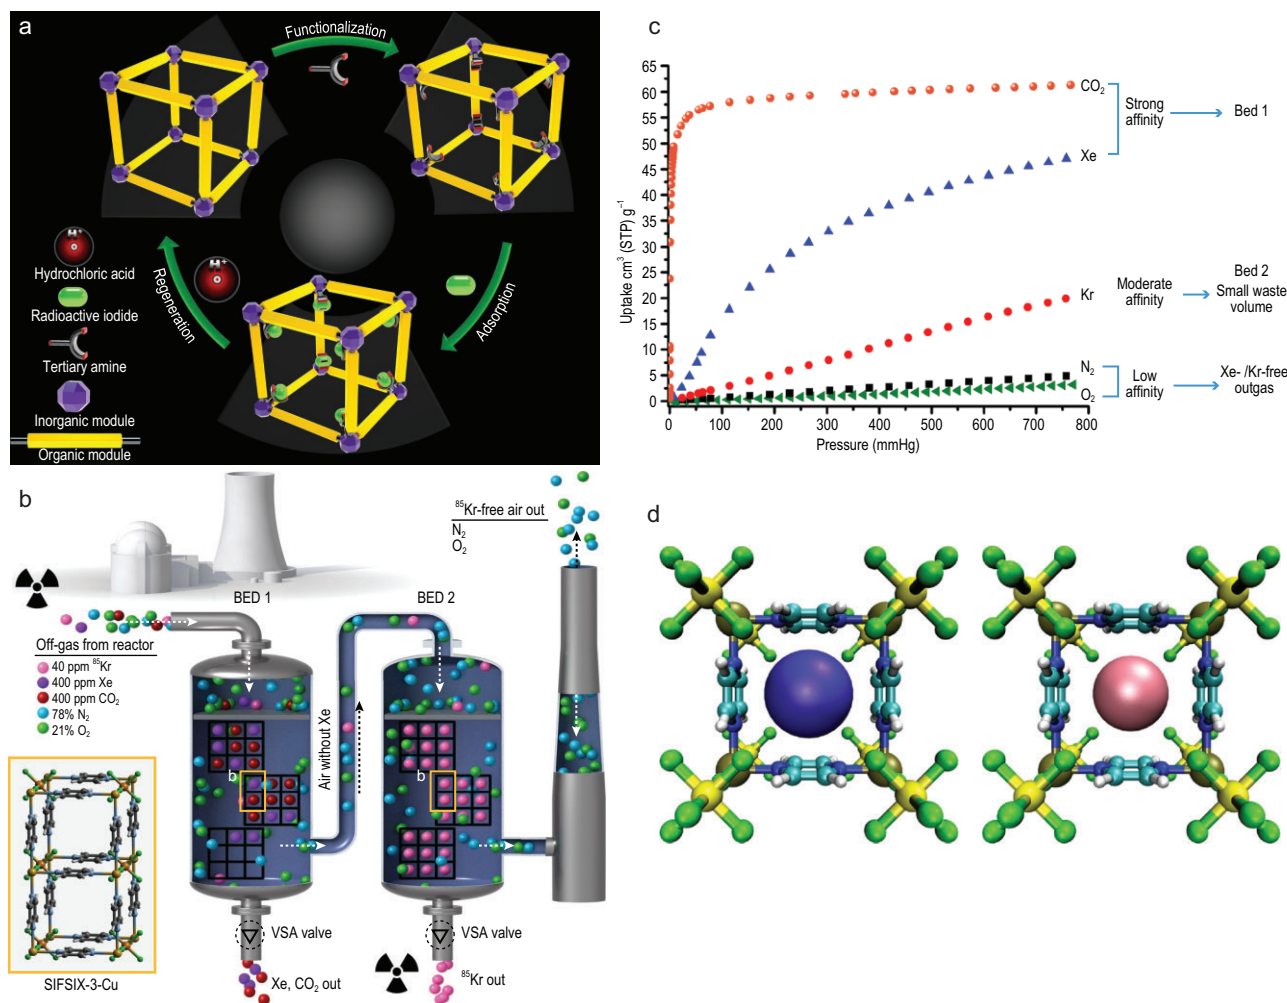 a
Functionalization
Adsorption
Regeneration
H+
H+
Hydrochloric acid
Radioactive iodide
Tertiary amine
Inorganic module
Organic module
c
Uptake cm³ (STP) g⁻¹
65
60
55
50
45
40
35
30
25
20
15
10
5
0
0
100
200
300
400
500
600
700
800
Pressure (mmHg)
CO₂
Xe
Kr
N₂
O₂
Strong
affinity
Bed 1
Moderate
affinity
Bed 2
Small waste
volume
Low
affinity
Xe- /Kr-free
outgas
b
⁸⁵Kr-free air out
N₂
O₂
BED 1
BED 2
Off-gas from reactor
40 ppm ⁸⁵Kr
400 ppm Xe
400 ppm CO₂
78% N₂
21% O₂
Air without Xe
b
b
VSA valve
VSA valve
Xe, CO₂ out
⁸⁵Kr out
SIFSIX-3-Cu
d